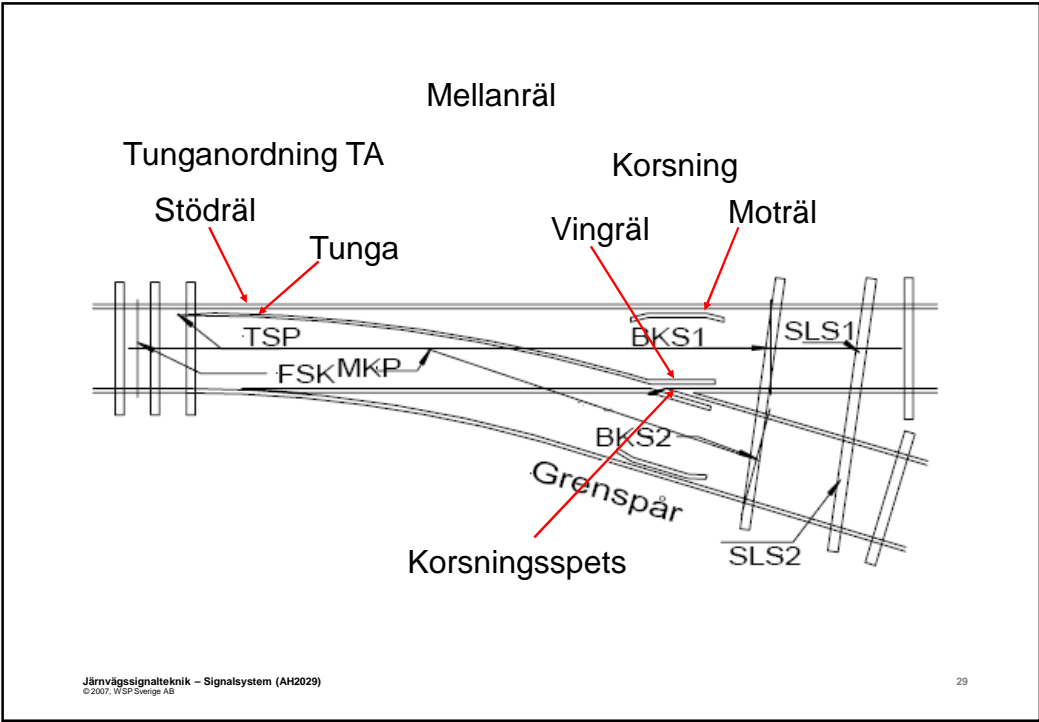 Mellanräl
Tunganordning TA
Korsning
Stödräl
Moträl
Vingräl
Tunga
TSP
BKS1
SLS1
FSK
MKP
BKS2
Grenspår
SLS2
Korsningsspets
Järnvägssignalteknik – Signalsystem (AH2029)
© 2007, WSP Sverige AB
29